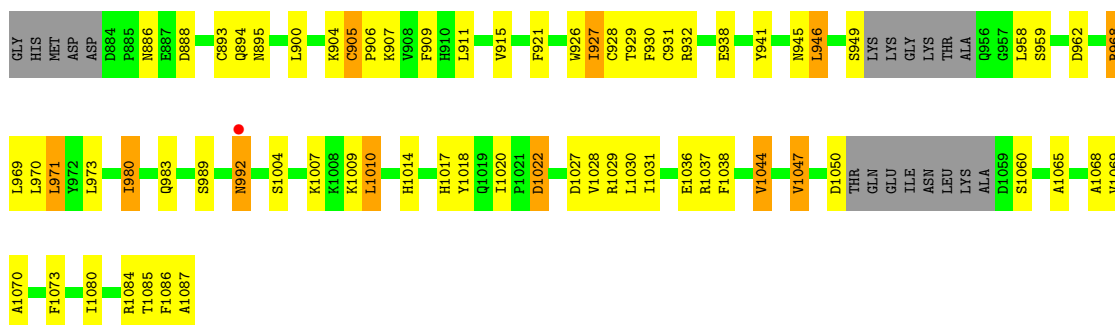 GLY HIS MET ASP ASP D884 P885 N886 E887 D888 C893 Q894 N895 L900 K904 C905 P906 K907 V908 F909 H910 L911 V915 F921 W926 I927 C928 T929 F930 C931 R932 E938 Y941 N945 L946 S949 LYS LYS GLY LYS THR ALA Q956 G957 L958 S959 D962 R968
L969 L970 L971 Y972 L973 I980 Q983 S989 N992 S1004 K1007 K1008 K1009 L1010 H1014 H1017 Y1018 Q1019 I1020 P1021 D1022 D1027 V1028 R1029 L1030 I1031 E1036 R1037 F1038 V1044 V1047 D1050 THR GLN GLU ILE ASN LEU LYS ALA D1059 S1060 A1065 A1068 V1069
A1070 F1073 I1080 R1084 T1085 F1086 A1087